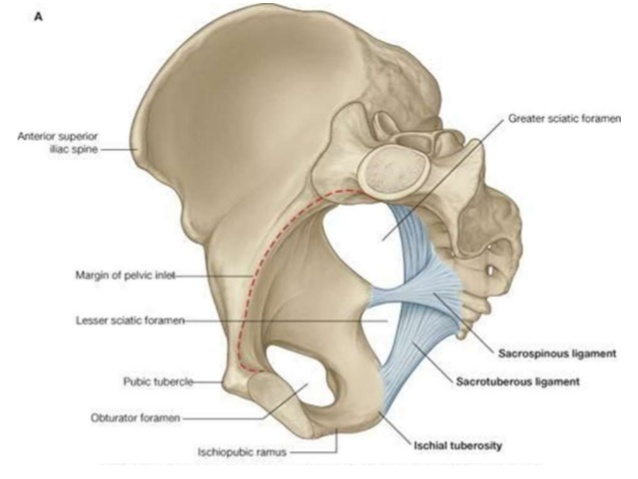 A
Greater sciatic foramen
Anterior superior
iliac spine
Margin of pelvic inlet
Lesser sciatic foramen
Sacrospinous ligament
Pubic tubercle
Sacrotuberous ligament
Obturator foramen
Ischial tuberosity
Ischiopubic ramus